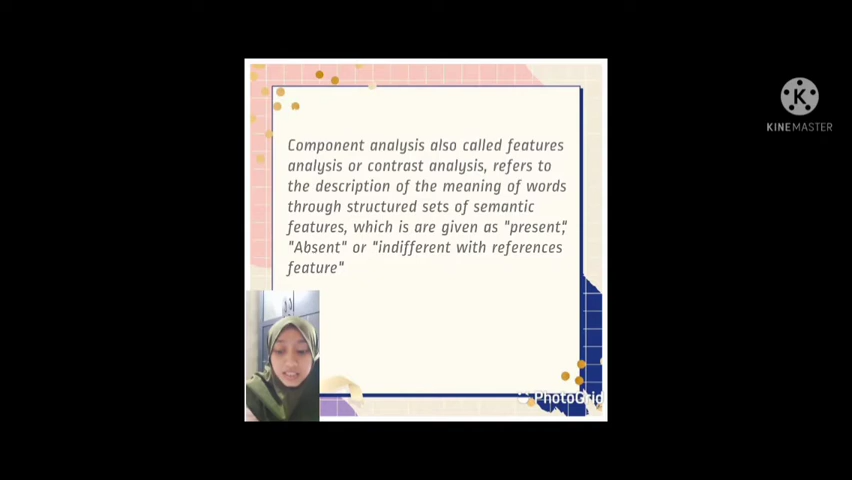 Component analysis also called features
analysis or contrast analysis, refers to
the description of the meaning of words
through structured sets of semantic
features, which is are given as "present",
"Absent" or "indifferent with references
feature"
K
KINEMASTER
PhotoGrid